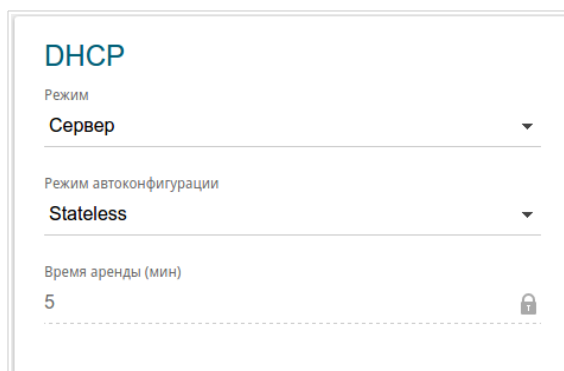 DHCP
Режим
Сервер
Режим автоконфигурации
Stateless
Время аренды (мин)
5